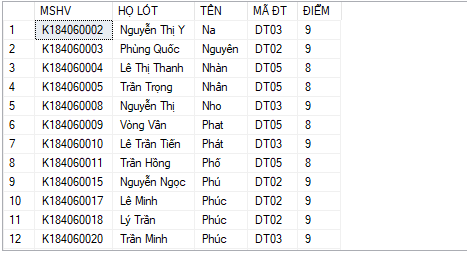 MSHV HỌ LÓT TÊN MÃ ĐT ĐIỂM
1 K184060002 Nguyễn Thị Y Na DT03 9
2 K184060003 Phùng Quốc Nguyên DT02 9
3 K184060004 Lê Thị Thanh Nhàn DT05 8
4 K184060005 Trần Trọng Nhân DT05 8
5 K184060008 Nguyễn Thị Nho DT03 9
6 K184060009 Vòng Vần Phat DT05 8
7 K184060010 Lê Trần Tiến Phát DT03 9
8 K184060011 Trần Hồng Phố DT05 8
9 K184060015 Nguyễn Ngọc Phú DT02 9
10 K184060017 Lê Minh Phúc DT02 9
11 K184060018 Lý Trần Phúc DT02 9
12 K184060020 Trần Minh Phúc DT03 9